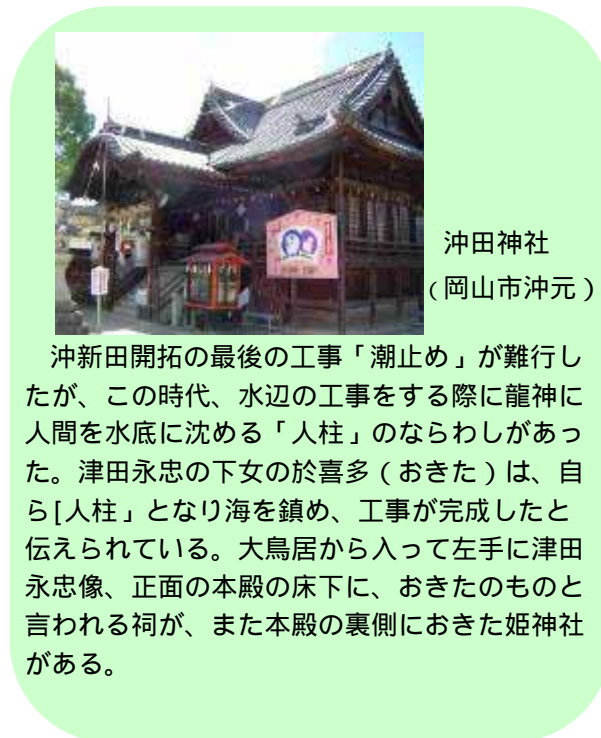 沖田神社
(岡山市沖元)
沖新田開拓の最後の工事「潮止め」が難行し
たが、この時代、水辺の工事をする際に龍神に
人間を水底に沈める「人柱」のならわしがあっ
た。津田永忠の下女の於喜多(おきた)は、自
ら[人柱」となり海を鎮め、工事が完成したと
伝えられている。大鳥居から入って左手に津田
永忠像、正面の本殿の床下に、おきたのものと
言われる祠が、また本殿の裏側におきた姫神社
がある。